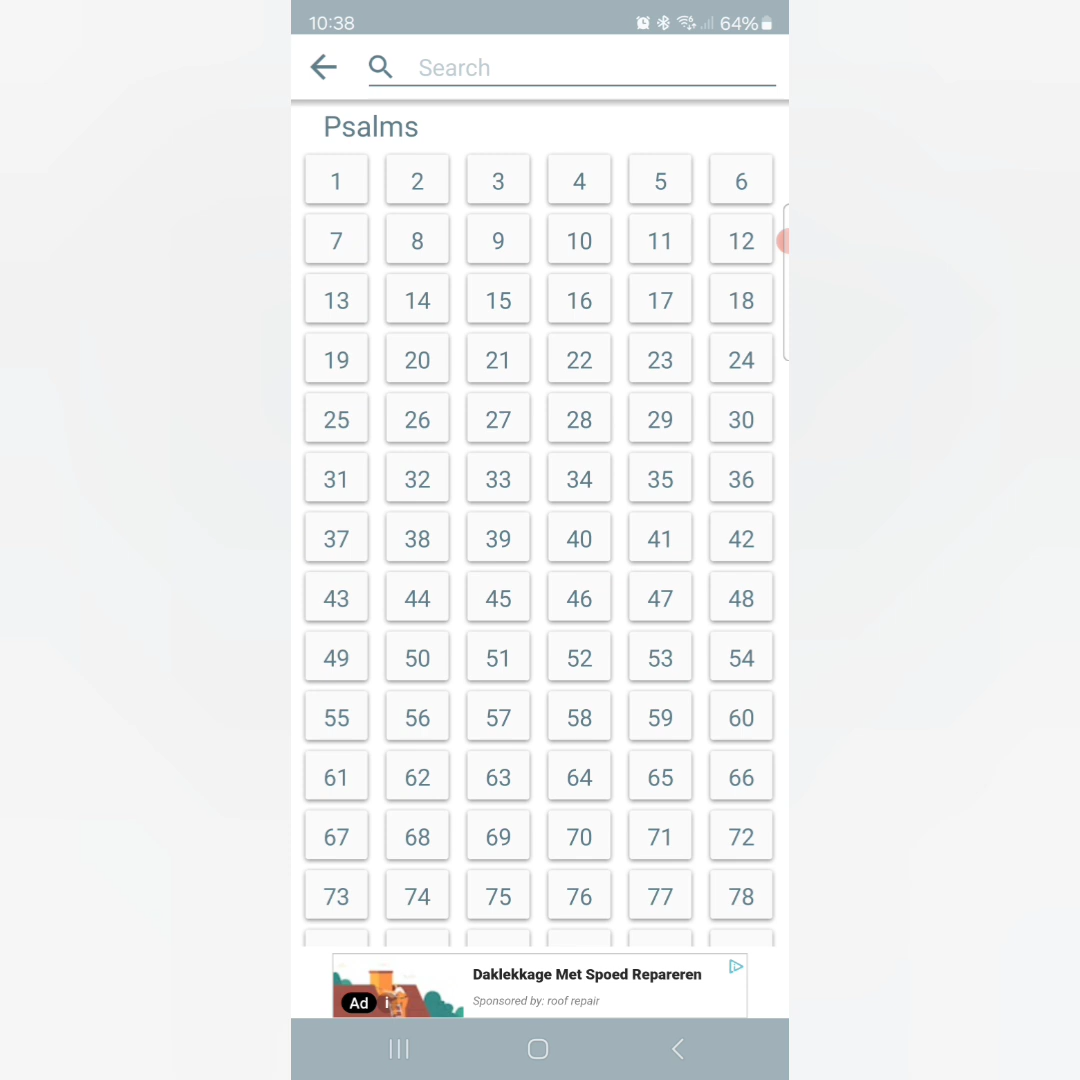 10:38 64%
Search
Psalms
1 2 3 4 5 6
7 8 9 10 11 12
13 14 15 16 17 18
19 20 21 22 23 24
25 26 27 28 29 30
31 32 33 34 35 36
37 38 39 40 41 42
43 44 45 46 47 48
49 50 51 52 53 54
55 56 57 58 59 60
61 62 63 64 65 66
67 68 69 70 71 72
73 74 75 76 77 78
Daklekkage Met Spoed Repareren
Ad i Sponsored by: roof repair